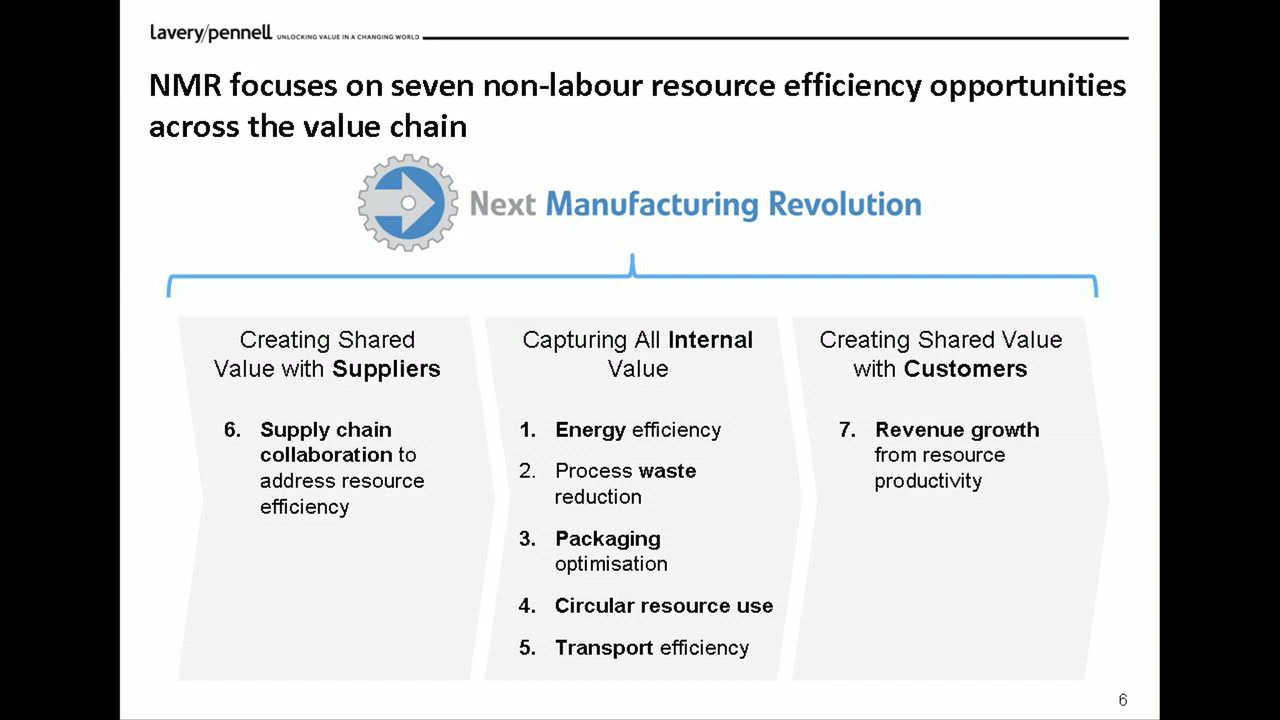 lavery/pennell UNLOCKING VALUE IN A CHANGING WORLD
NMR focuses on seven non-labour resource efficiency opportunities
across the value chain
Next Manufacturing Revolution
Creating Shared
Value with Suppliers
6. Supply chain
collaboration to
address resource
efficiency
Capturing All Internal
Value
1. Energy efficiency
2. Process waste
reduction
3. Packaging
optimisation
4. Circular resource use
5. Transport efficiency
Creating Shared Value
with Customers
7. Revenue growth
from resource
productivity
6